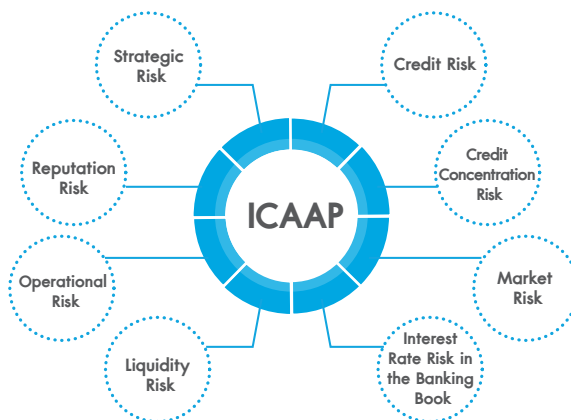 Strategic
Risk
Credit Risk
Reputation
Risk
Credit
Concentration
Risk
ICAAP
Operational
Risk
Market
Risk
Liquidity
Risk
Interest
Rate Risk in
the Banking
Book